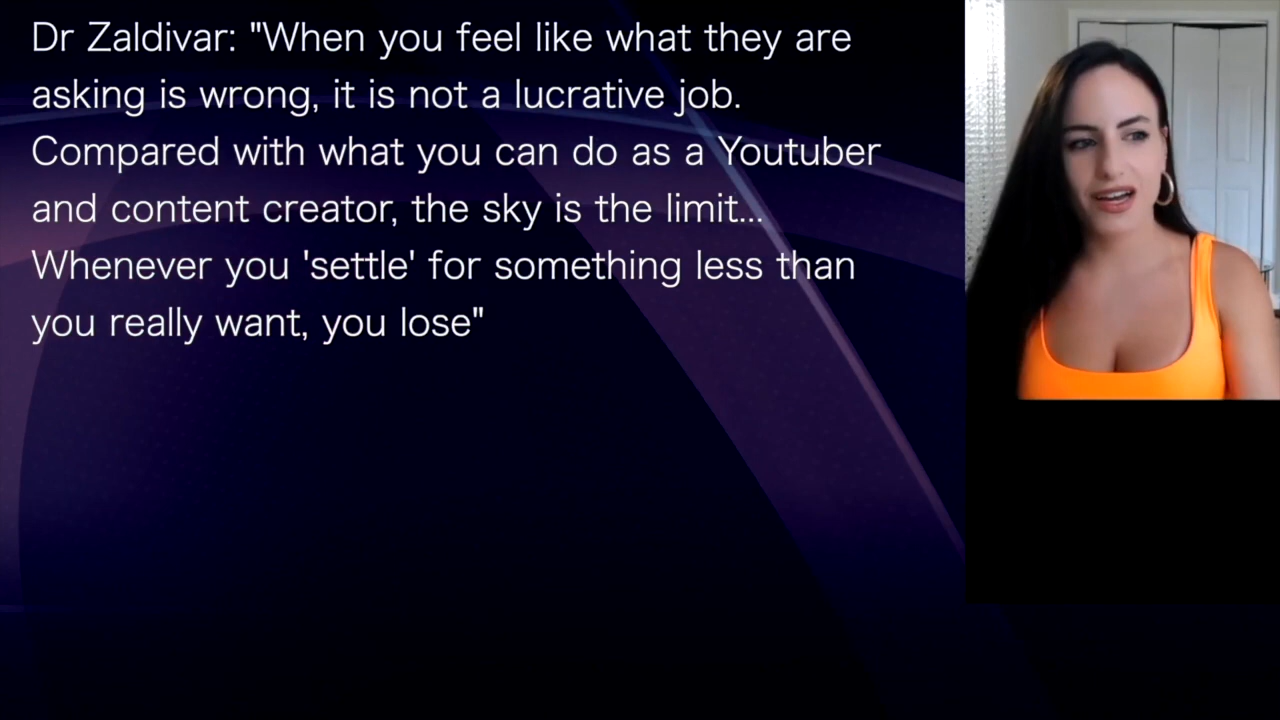 Dr Zaldivar: "When you feel like what they are
asking is wrong, it is not a lucrative job.
Compared with what you can do as a Youtuber
and content creator, the sky is the limit...
Whenever you 'settle' for something less than
you really want, you lose"